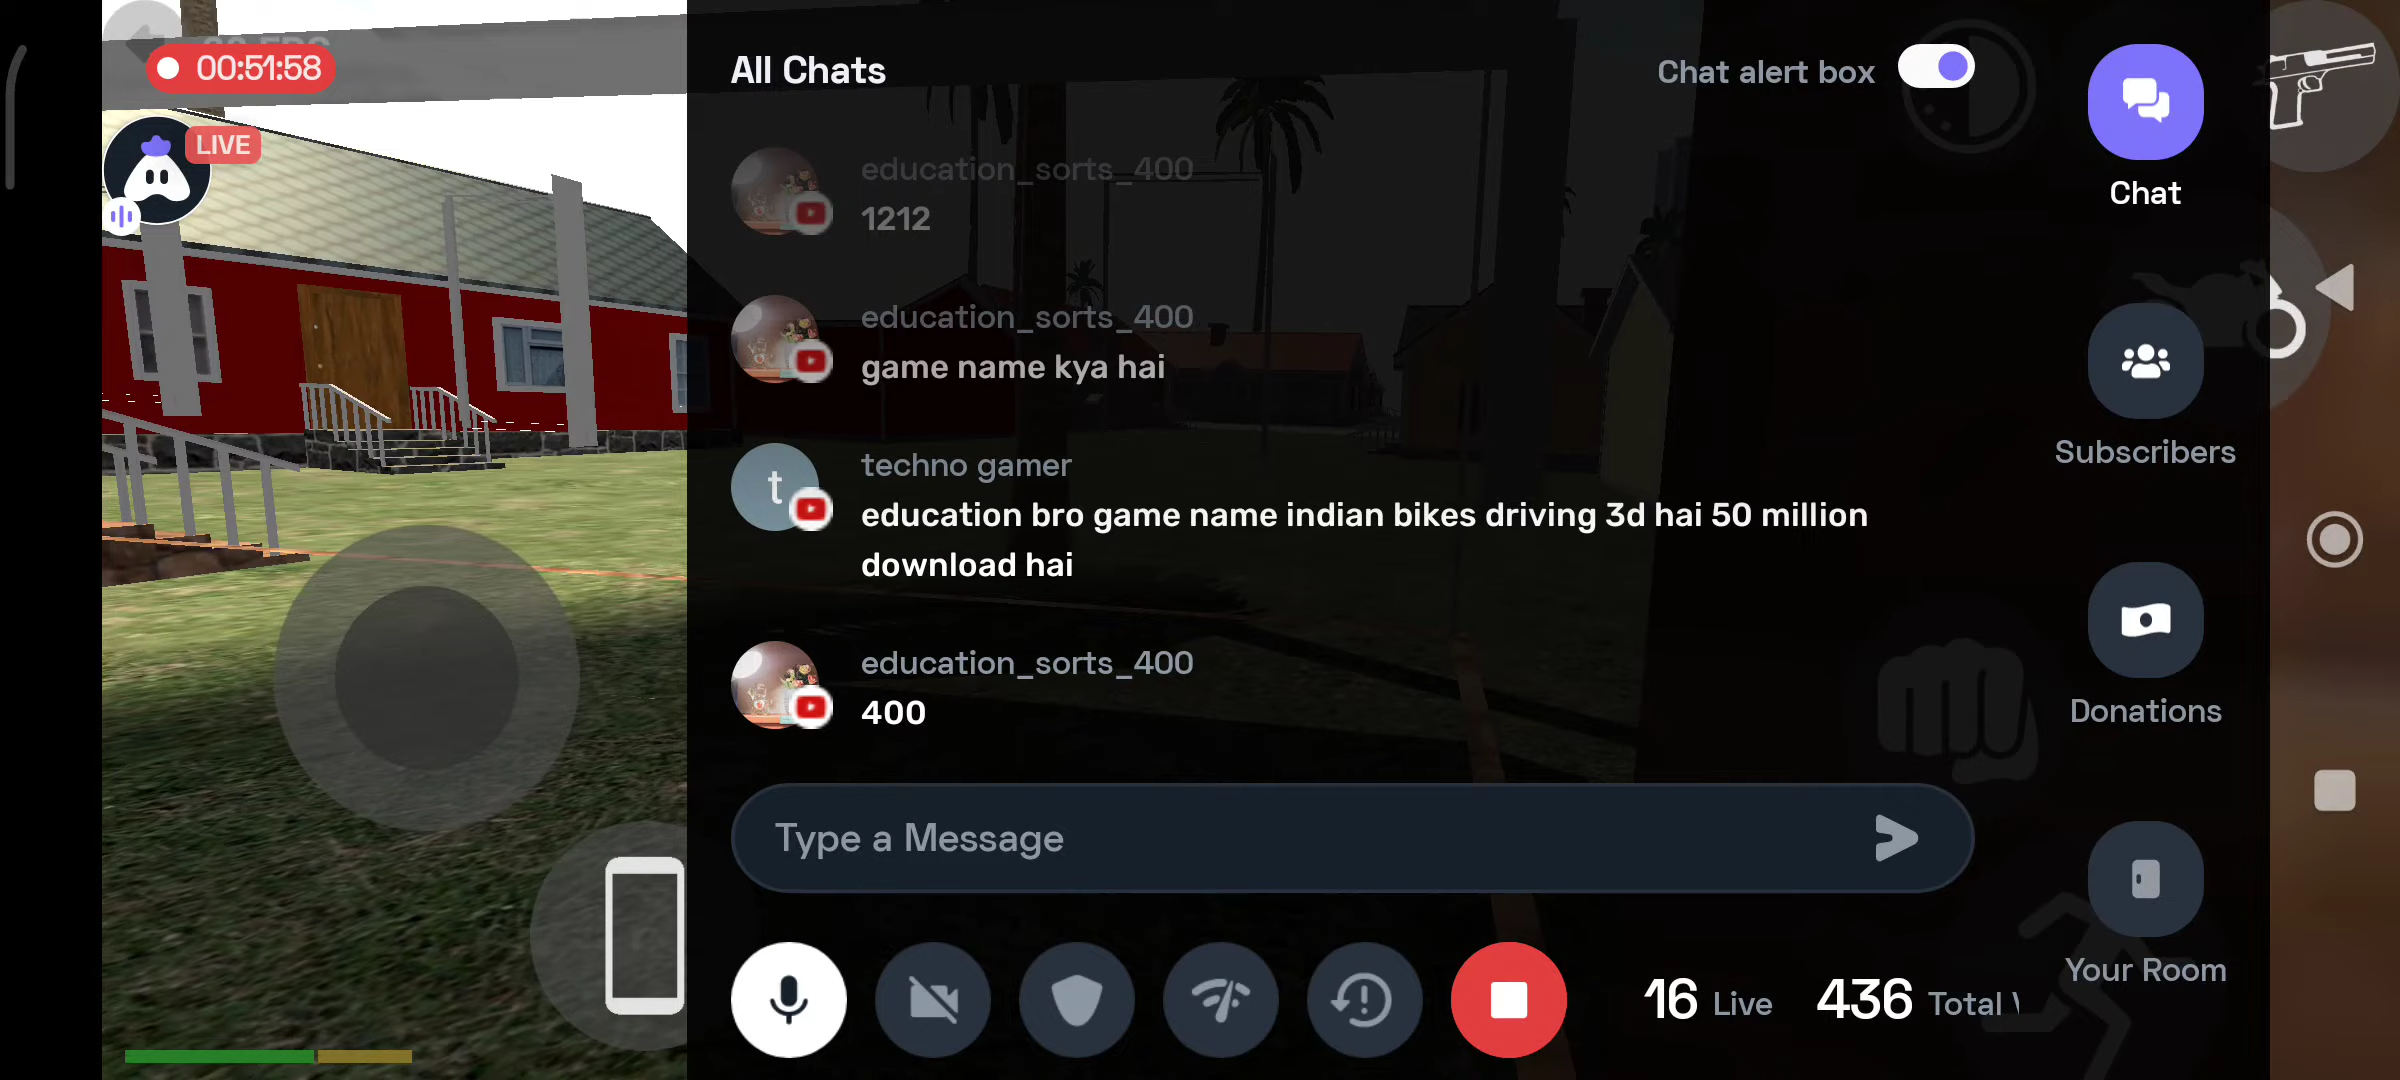 00:51:58
LIVE
All Chats
Chat alert box
education_sorts_400
1212
education_sorts_400
game name kya hai
techno gamer
t
education bro game name indian bikes driving 3d hai 50 million
download hai
education_sorts_400
400
Type a Message
16 Live 436 Total
Chat
Subscribers
Donations
Your Room